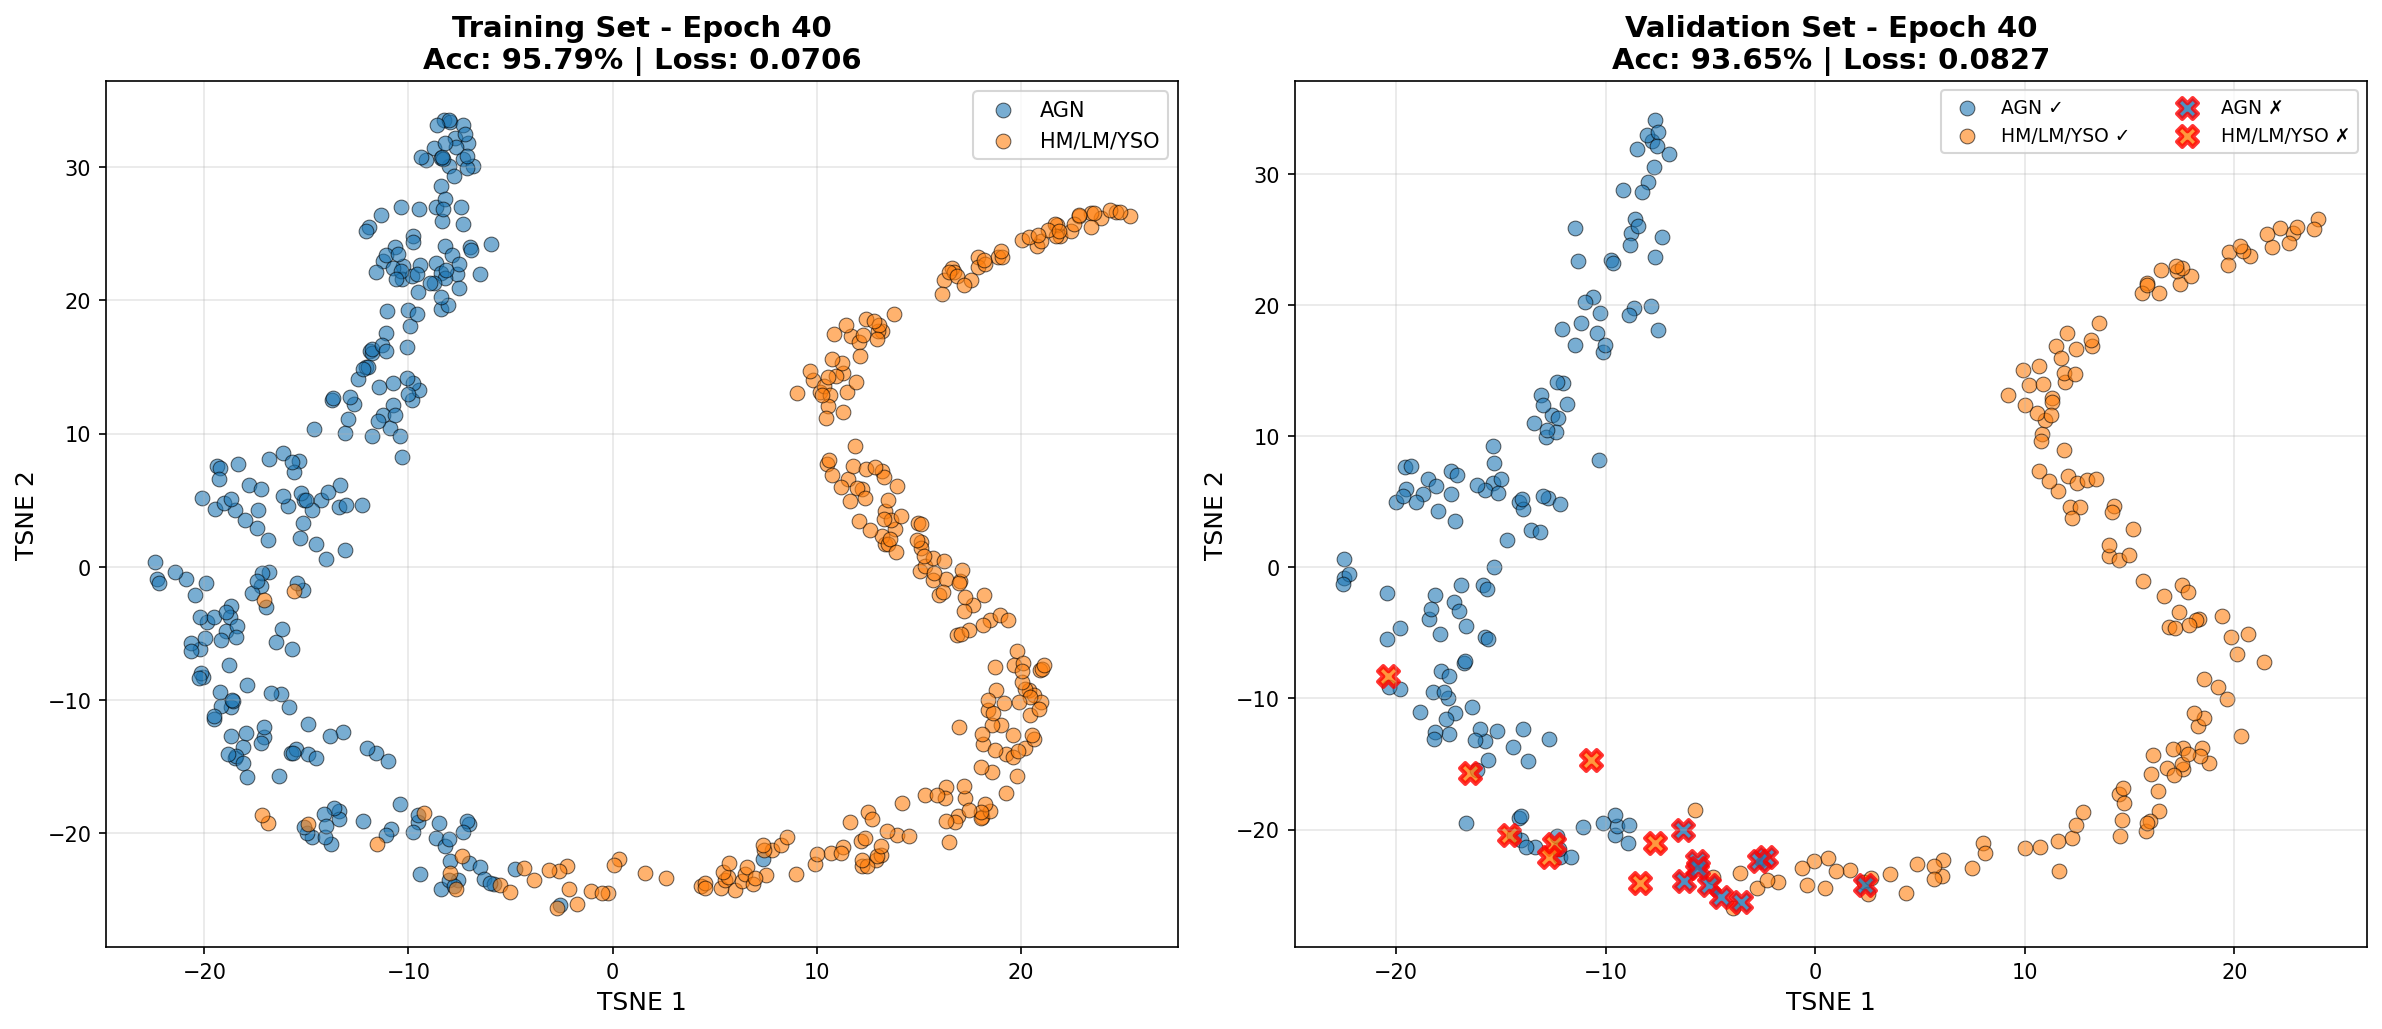 Training Set - Epoch 40
Acc: 95.79% | Loss: 0.0706
AGN
HM/LM/YSO
30
20
10
0
−10
−20
TSNE 2
−20
−10
0
10
20
TSNE 1
Validation Set - Epoch 40
Acc: 93.65% | Loss: 0.0827
AGN ✓
AGN ✗
HM/LM/YSO ✓
HM/LM/YSO ✗
30
20
10
0
−10
−20
TSNE 2
−20
−10
0
10
20
TSNE 1